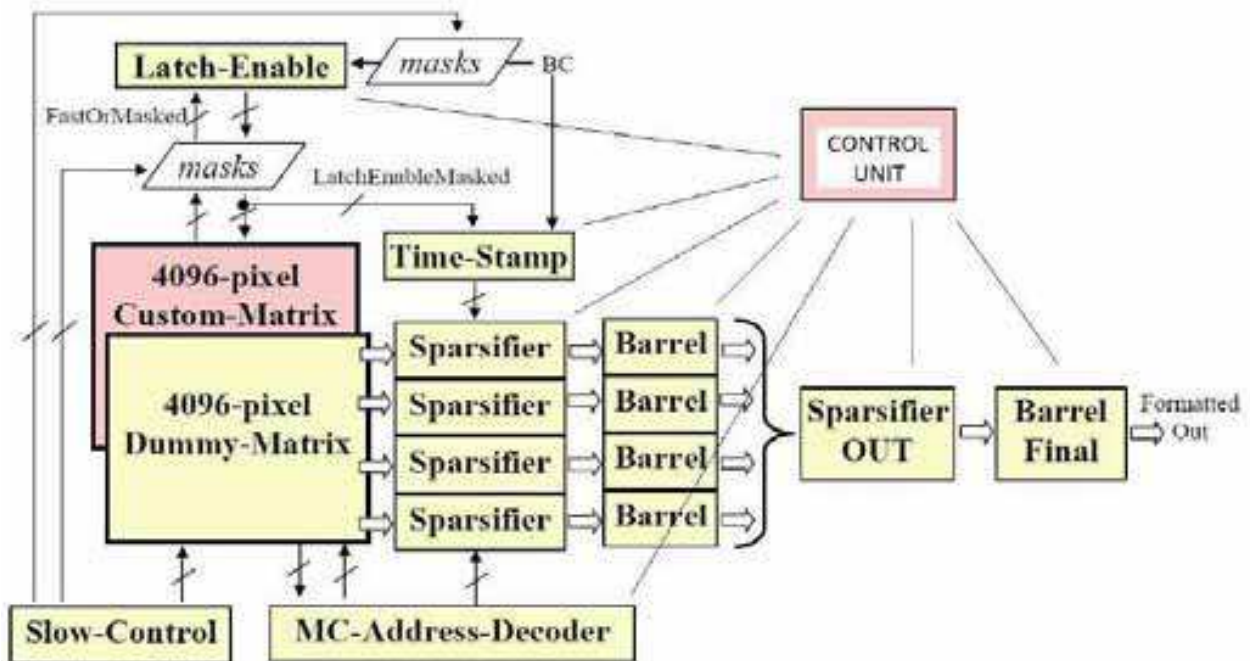 masks
BC
Latch-Enable
FastOrMasked
masks
LatchEnableMasked
CONTROL
UNIT
Time-Stamp
4096-pixel
Custom-Matrix
4096-pixel
Dummy-Matrix
Sparsifier
Barrel
Sparsifier
Barrel
Sparsifier
Barrel
Sparsifier
Barrel
Sparsifier
OUT
Barrel
Final
Formatted
Out
Slow-Control
MC-Address-Decoder